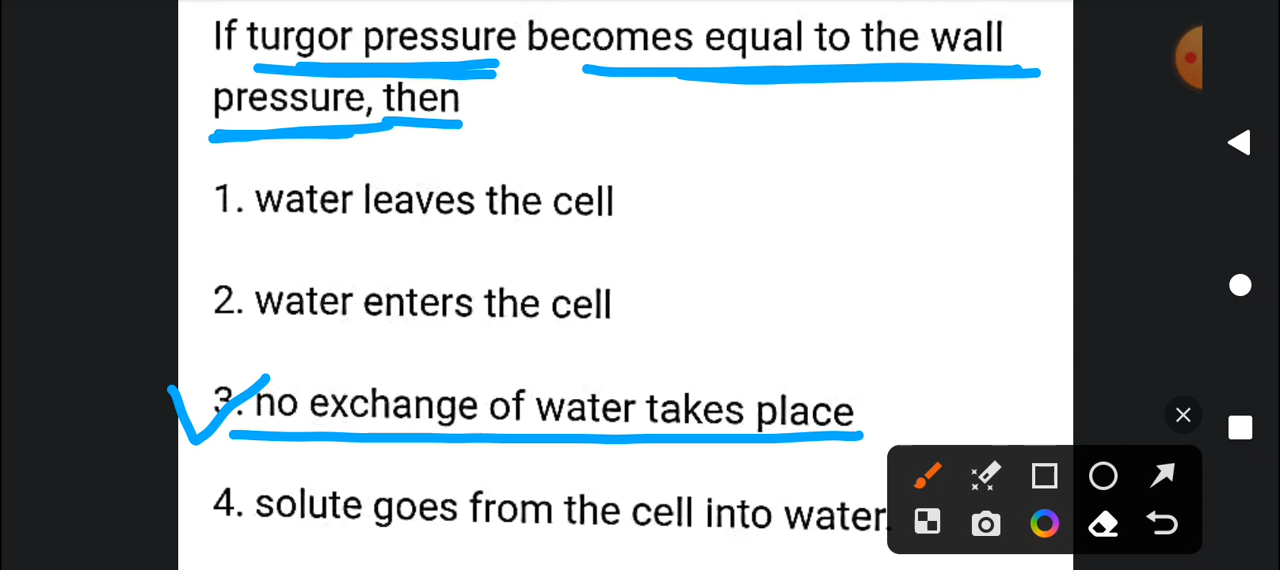 If turgor pressure becomes equal to the wall
pressure, then
1. water leaves the cell
2. water enters the cell
3. no exchange of water takes place
4. solute goes from the cell into water.